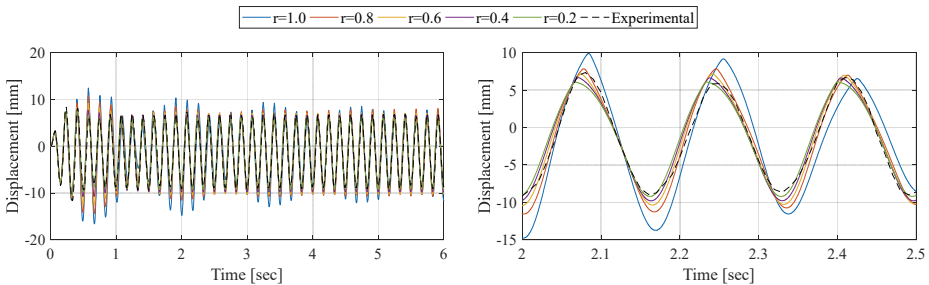 r=1.0 r=0.8 r=0.6 r=0.4 r=0.2 Experimental
Displacement [mm]
20
10
0
-10
-20
0 1 2 3 4 5 6
Time [sec]
Displacement [mm]
10
5
0
-5
-10
-15
2 2.1 2.2 2.3 2.4 2.5
Time [sec]